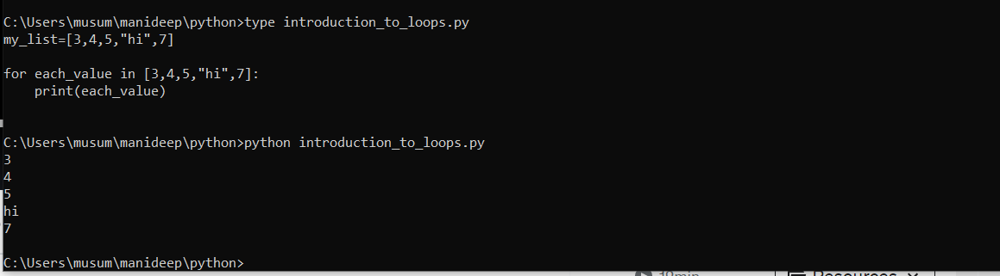 C:\Users\musum\manideep\python>type introduction_to_loops.py
my_list=[3,4,5,"hi",7]
for each_value in [3,4,5,"hi",7]:
    print(each_value)
C:\Users\musum\manideep\python>python introduction_to_loops.py
3
4
5
hi
7
C:\Users\musum\manideep\python>
19min
Resources